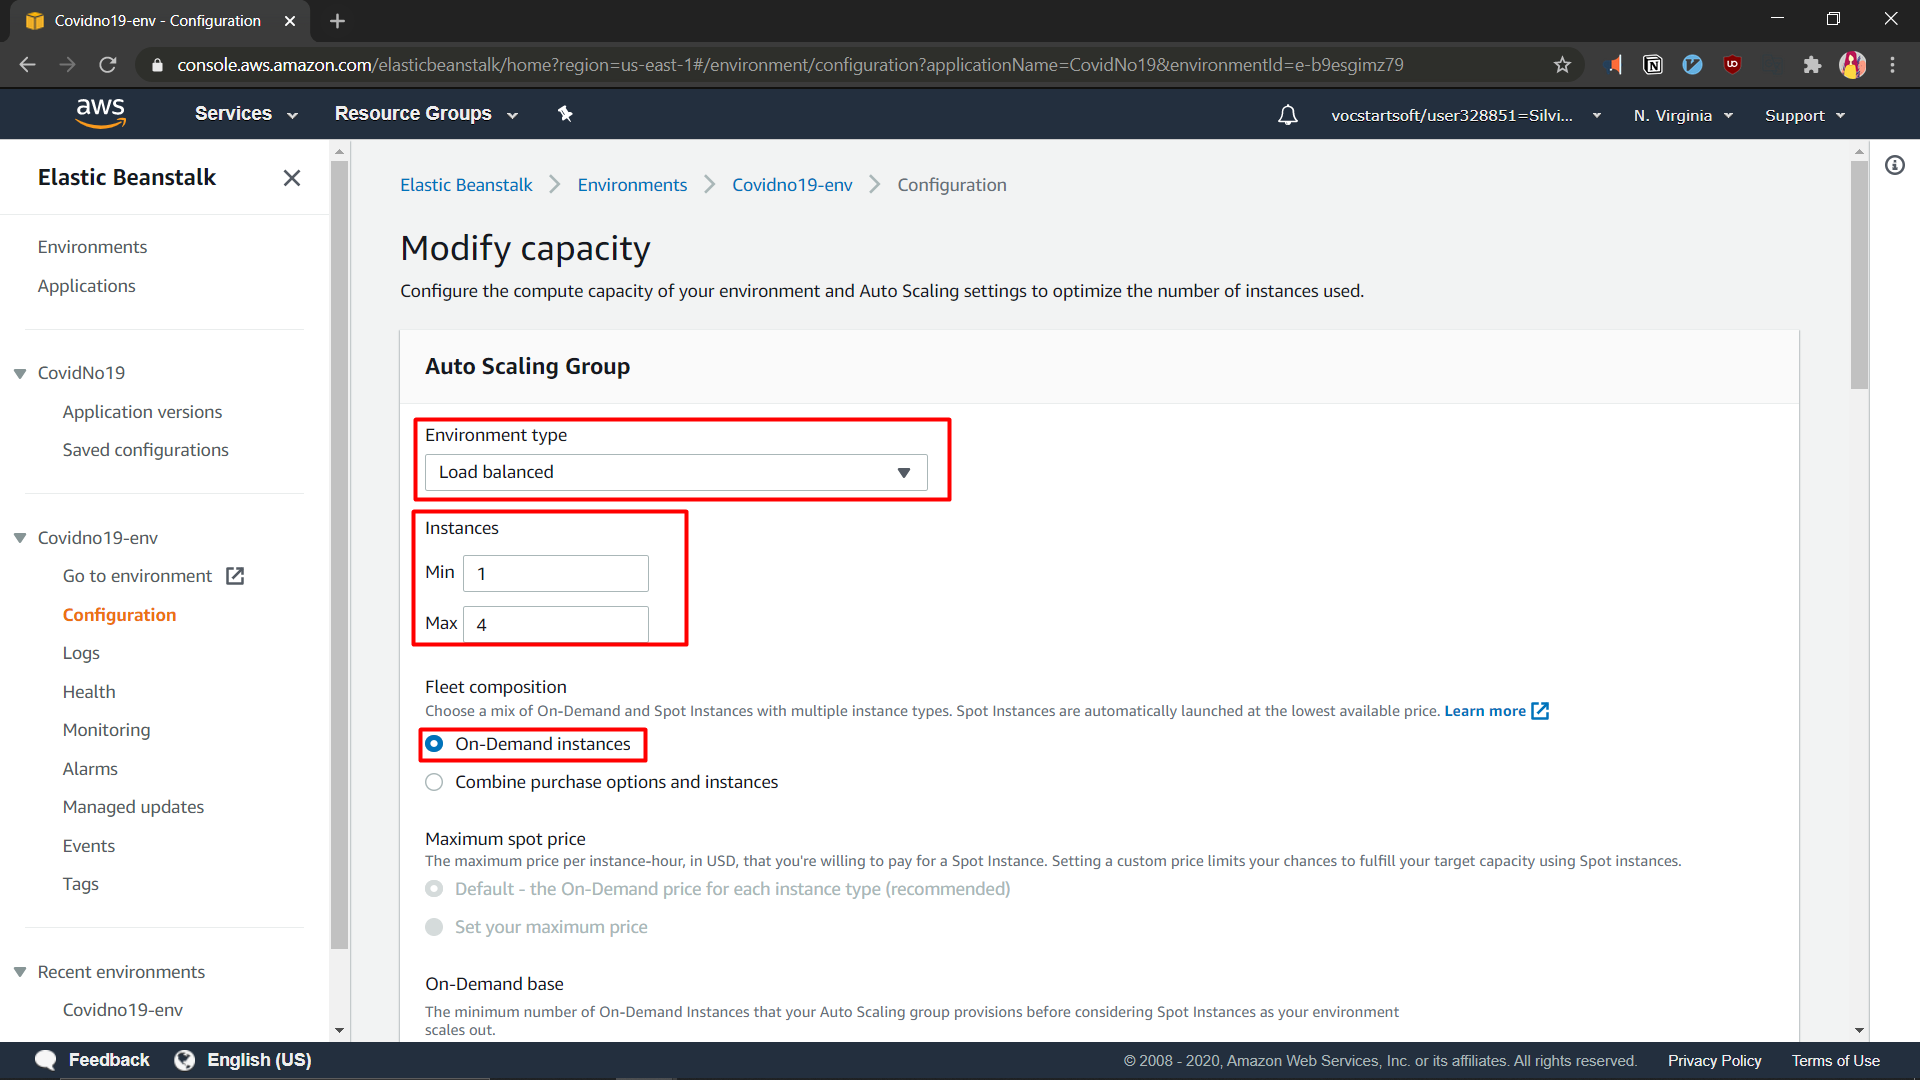 Covidno19-env - Configuration
console.aws.amazon.com/elasticbeanstalk/home?region=us-east-1#/environment/configuration?applicationName=CovidNo19&environmentId=e-b9esgimz79
aws
Services
Resource Groups
vocstartsoft/user328851=Silvi...
N. Virginia
Support
Elastic Beanstalk
Environments
Applications
CovidNo19
Application versions
Saved configurations
Covidno19-env
Go to environment
Configuration
Logs
Health
Monitoring
Alarms
Managed updates
Events
Tags
Recent environments
Covidno19-env
Elastic Beanstalk
Environments
Covidno19-env
Configuration
Modify capacity
Configure the compute capacity of your environment and Auto Scaling settings to optimize the number of instances used.
Auto Scaling Group
Environment type
Load balanced
Instances
Min 1
Max 4
Fleet composition
Choose a mix of On-Demand and Spot Instances with multiple instance types. Spot Instances are automatically launched at the lowest available price. Learn more
On-Demand instances
Combine purchase options and instances
Maximum spot price
The maximum price per instance-hour, in USD, that you're willing to pay for a Spot Instance. Setting a custom price limits your chances to fulfill your target capacity using Spot instances.
Default - the On-Demand price for each instance type (recommended)
Set your maximum price
On-Demand base
The minimum number of On-Demand Instances that your Auto Scaling group provisions before considering Spot Instances as your environment
scales out.
Feedback
English (US)
© 2008 - 2020, Amazon Web Services, Inc. or its affiliates. All rights reserved.
Privacy Policy
Terms of Use